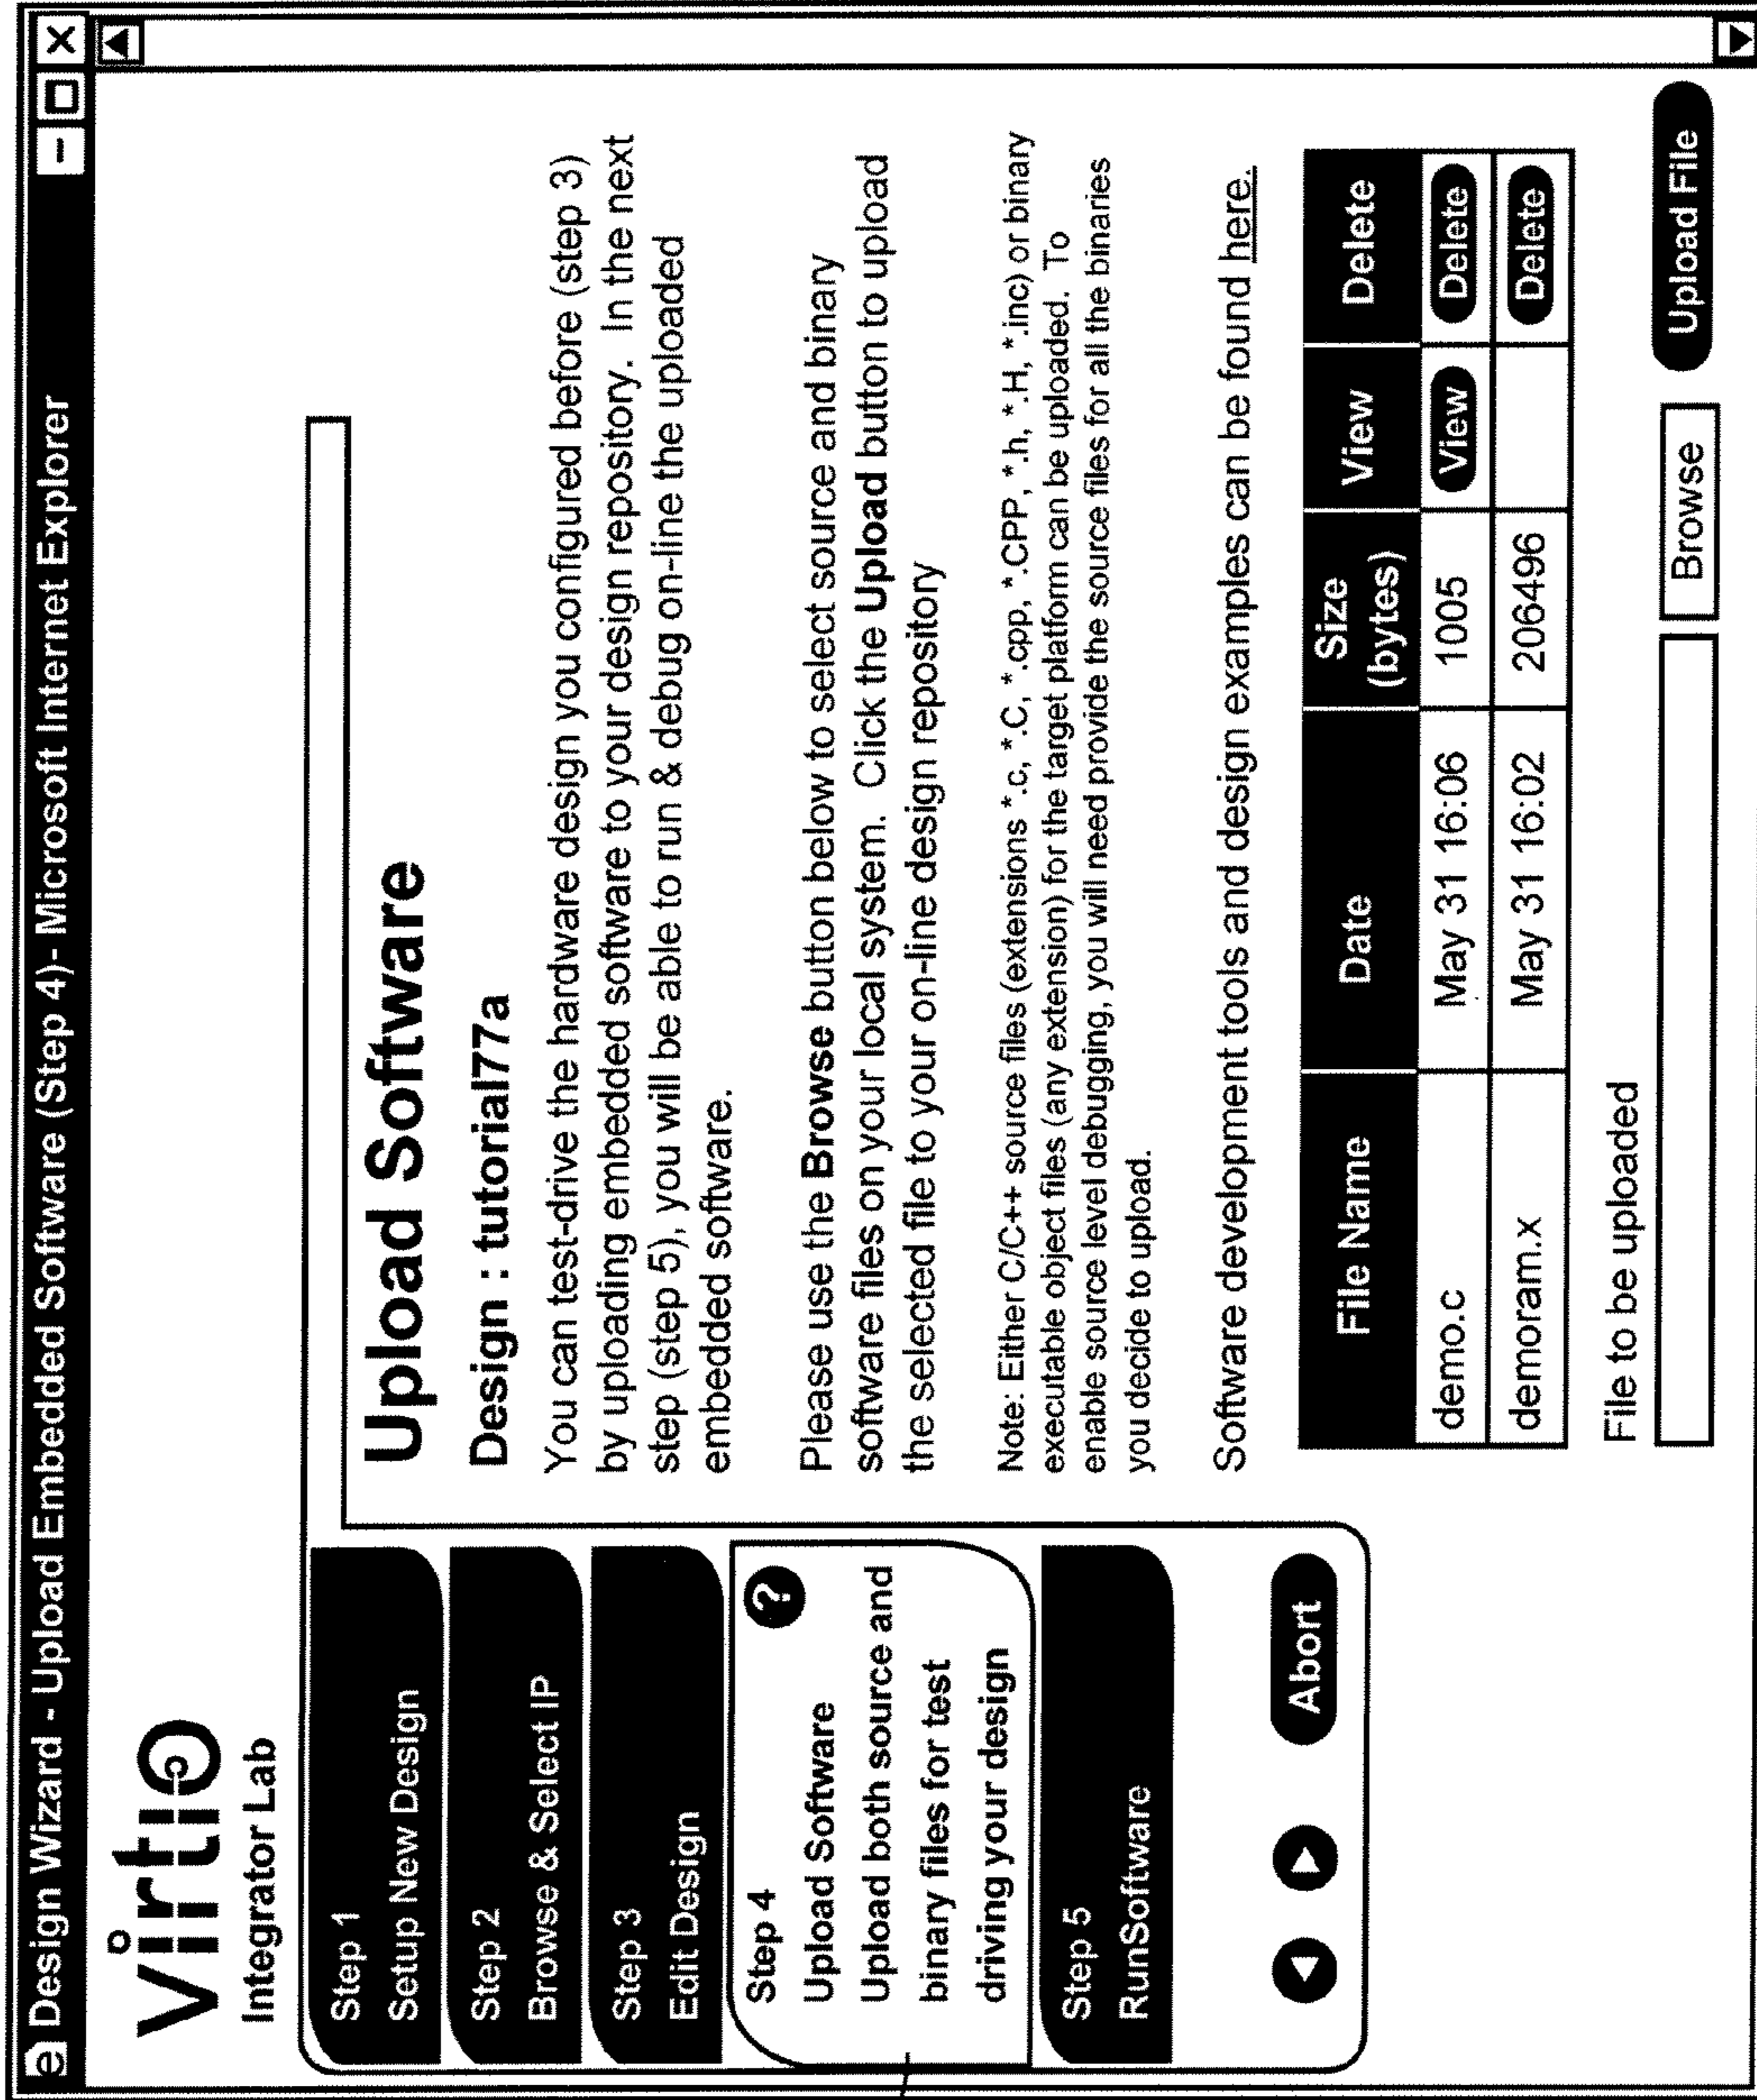 Design Wizard - Upload Embedded Software (Step 4)- Microsoft Internet Explorer
virtio
Integrator Lab
Step 1
Setup New Design
Step 2
Browse & Select IP
Step 3
Edit Design
Step 4
?
Upload Software
Upload both source and
binary files for test
driving your design
Step 5
RunSoftware
Abort
Upload Software
Design : tutorial77a
You can test-drive the hardware design you configured before (step 3)
by uploading embedded software to your design repository. In the next
step (step 5), you will be able to run & debug on-line the uploaded
embedded software.
Please use the Browse button below to select source and binary
software files on your local system. Click the Upload button to upload
the selected file to your on-line design repository
Note: Either C/C++ source files (extensions *.c, *.C, *.cpp, *.CPP, *.h, *.H, *.inc) or binary
executable object files (any extension) for the target platform can be uploaded. To
enable source level debugging, you will need provide the source files for all the binaries
you decide to upload.
Software development tools and design examples can be found here.
File Name Date Size (bytes) View Delete
demo.c May 31 16:06 1005 View Delete
demoram.x May 31 16:02 206496 Delete
File to be uploaded
Browse Upload File